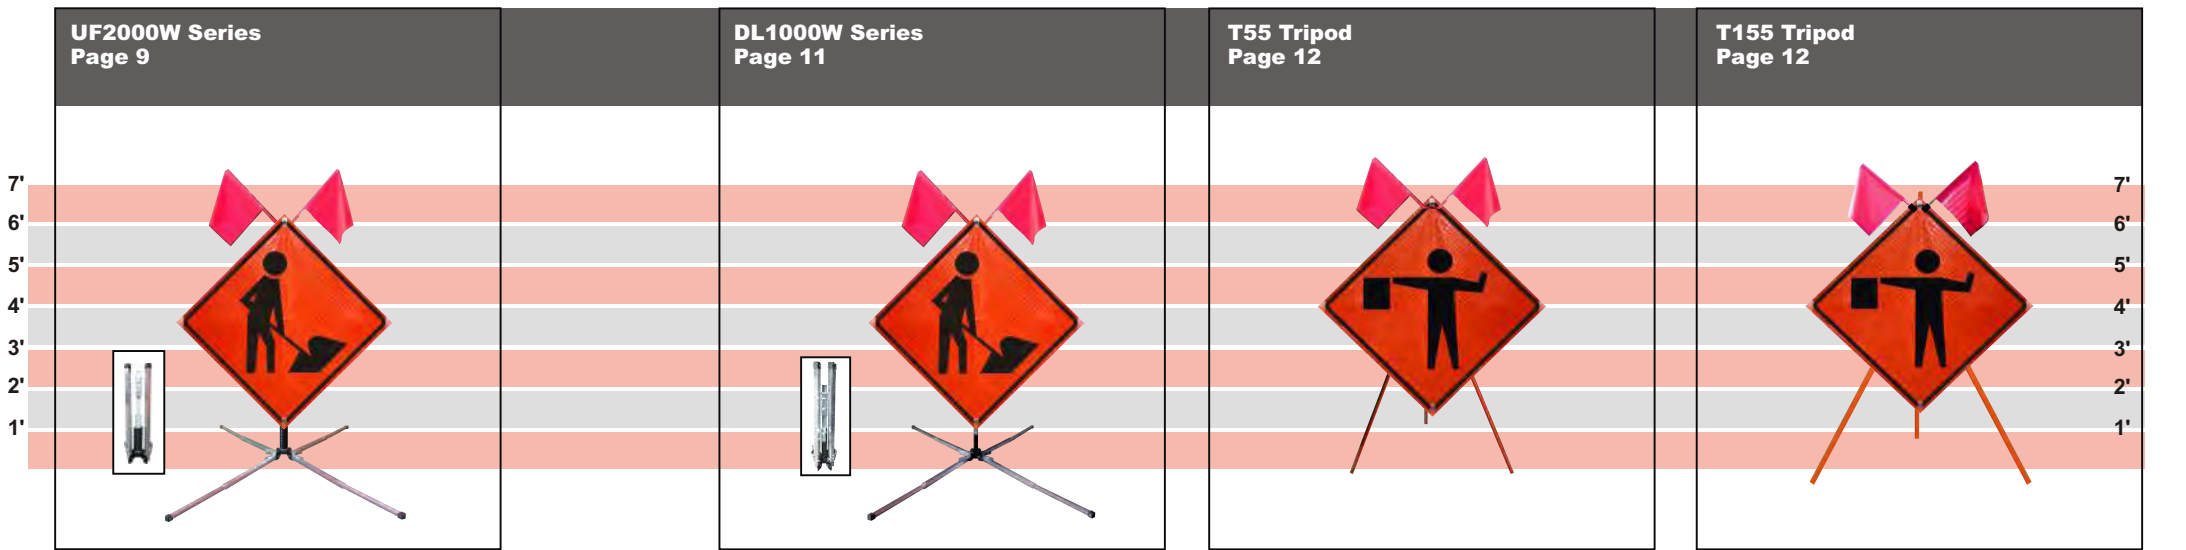 UF2000W Series
Page 9
DL1000W Series
Page 11
T55 Tripod
Page 12
T155 Tripod
Page 12
7'
6'
5'
4'
3'
2'
1'
7'
6'
5'
4'
3'
2'
1'